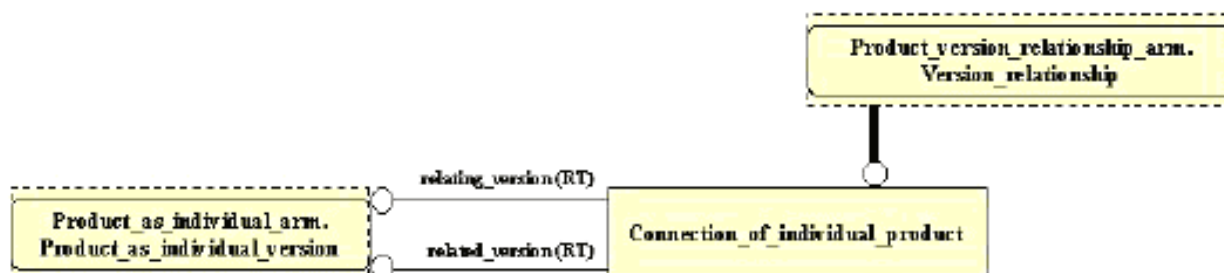 Product_version_relationship_arm.
Version_relationship
relating_version (RT)
Product_as_individual_arm.
Product_as_individual_version
Connection_of_individual_product
related_version (RT)